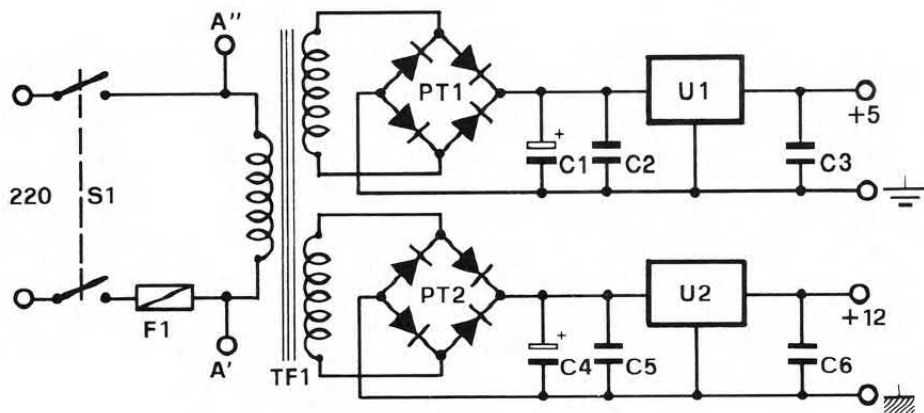 A''
PT1
U1
+5
+
C1
C2
C3
220
S1
PT2
U2
+12
F1
+
C4
C5
C6
A'
TF1